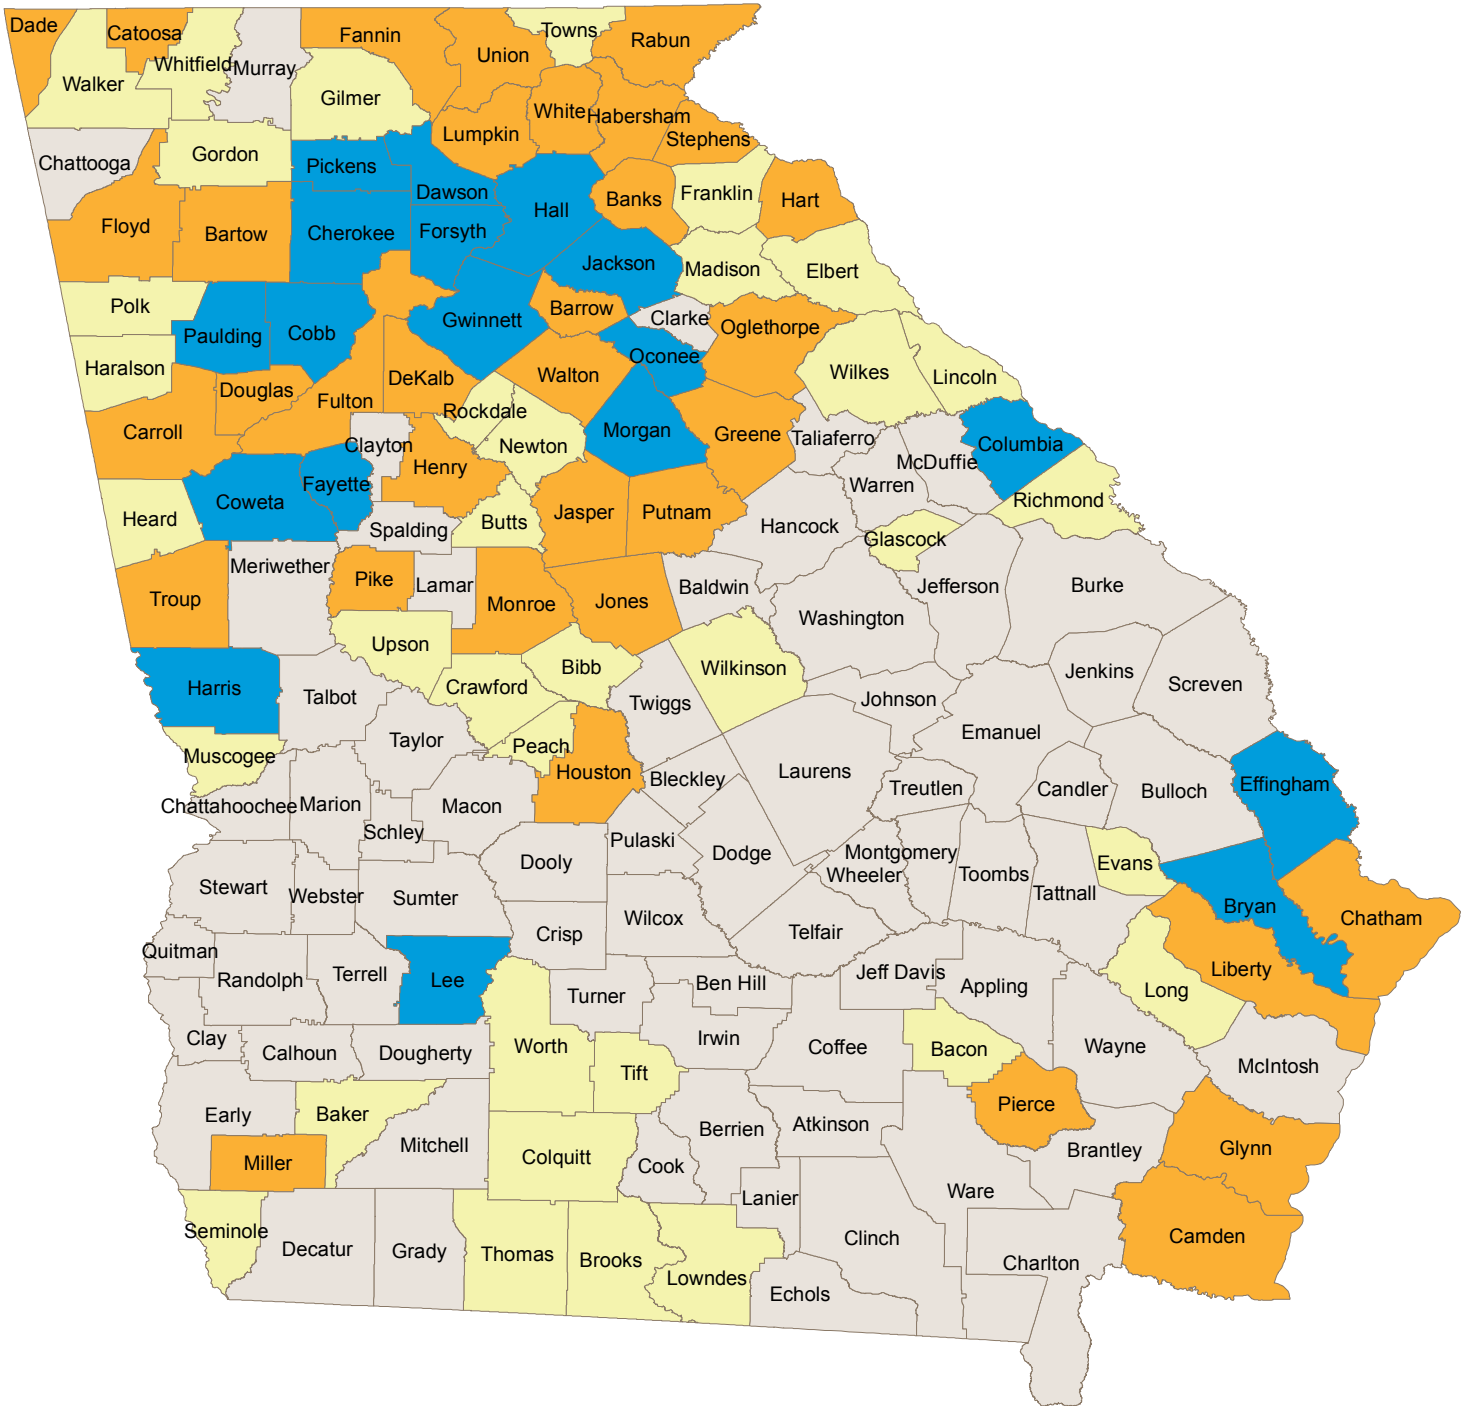 Dade
Catoosa
Fannin
Union
Towns
Rabun
Walker
Whitfield
Murray
Gilmer
Lumpkin
White
Habersham
Stephens
Chattooga
Gordon
Pickens
Dawson
Hall
Banks
Franklin
Hart
Floyd
Bartow
Cherokee
Forsyth
Jackson
Madison
Elbert
Polk
Paulding
Cobb
Gwinnett
Barrow
Clarke
Oglethorpe
Haralson
Douglas
Fulton
DeKalb
Rockdale
Walton
Oconee
Wilkes
Lincoln
Carroll
Clayton
Henry
Newton
Morgan
Greene
Taliaferro
McDuffie
Columbia
Heard
Coweta
Fayette
Spalding
Butts
Jasper
Putnam
Hancock
Warren
Richmond
Glascock
Troup
Meriwether
Pike
Lamar
Monroe
Jones
Baldwin
Washington
Jefferson
Burke
Upson
Bibb
Wilkinson
Harris
Talbot
Crawford
Twiggs
Johnson
Jenkins
Screven
Muscogee
Taylor
Peach
Houston
Bleckley
Laurens
Emanuel
Treutlen
Candler
Bulloch
Effingham
Chattahoochee
Marion
Schley
Macon
Dooly
Pulaski
Dodge
Montgomery
Wheeler
Toombs
Tattnall
Evans
Stewart
Webster
Sumter
Crisp
Wilcox
Telfair
Bryan
Chatham
Quitman
Randolph
Terrell
Lee
Turner
Ben Hill
Jeff Davis
Appling
Long
Liberty
Clay
Calhoun
Dougherty
Worth
Tift
Irwin
Coffee
Bacon
Wayne
McIntosh
Early
Baker
Mitchell
Colquitt
Cook
Berrien
Atkinson
Pierce
Brantley
Glynn
Miller
Lanier
Ware
Seminole
Decatur
Grady
Thomas
Brooks
Lowndes
Echols
Clinch
Charlton
Camden